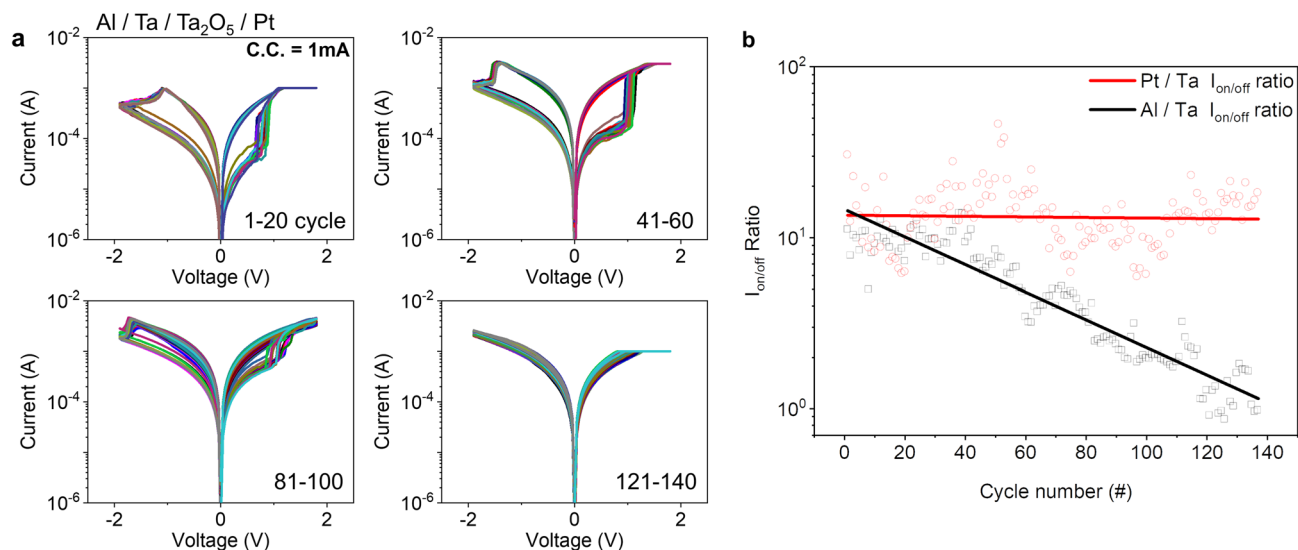 a
Al / Ta / Ta₂O₅ / Pt
C.C. = 1mA
10⁻²
10⁻⁴
10⁻⁶
Current (A)
-2 0 2
Voltage (V)
1-20 cycle
10⁻²
10⁻⁴
10⁻⁶
Current (A)
-2 0 2
Voltage (V)
41-60
10⁻²
10⁻⁴
10⁻⁶
Current (A)
-2 0 2
Voltage (V)
81-100
10⁻²
10⁻⁴
10⁻⁶
Current (A)
-2 0 2
Voltage (V)
121-140
b
Pt / Ta I on/off ratio
Al / Ta I on/off ratio
10²
10¹
10⁰
I on/off Ratio
0 20 40 60 80 100 120 140
Cycle number (#)